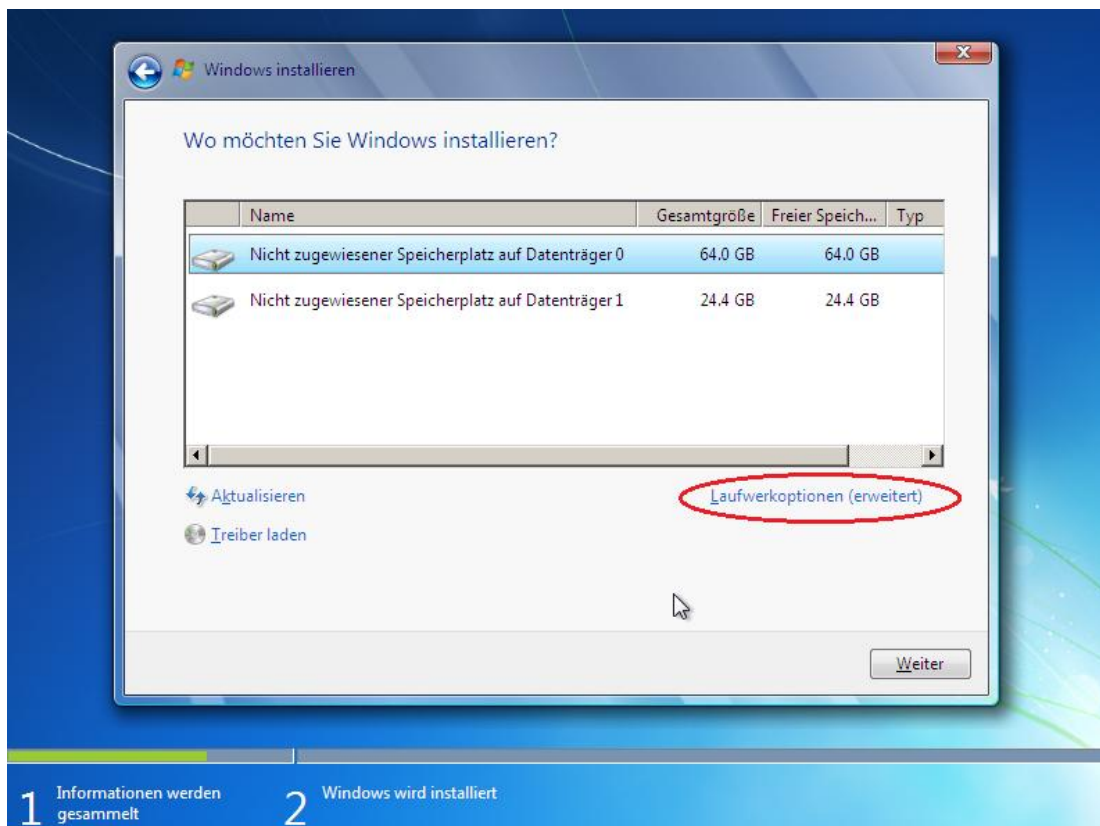 Windows installieren
Wo möchten Sie Windows installieren?
Name Gesamtgröße Freier Speich... Typ
Nicht zugewiesener Speicherplatz auf Datenträger 0 64.0 GB 64.0 GB
Nicht zugewiesener Speicherplatz auf Datenträger 1 24.4 GB 24.4 GB
Aktualisieren Laufwerkoptionen (erweitert)
Treiber laden
Weiter
1 Informationen werden gesammelt
2 Windows wird installiert